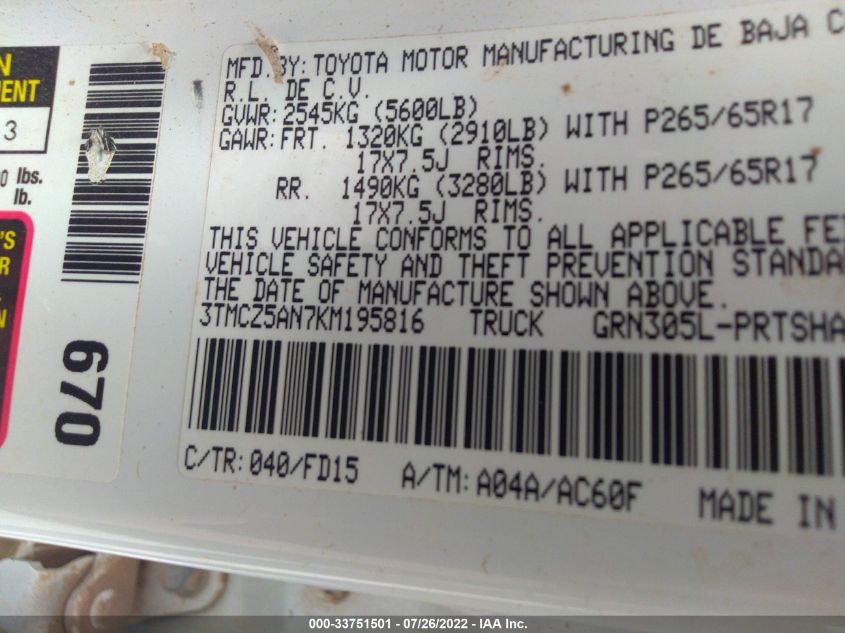 N
MENT
3
0 lbs.
lb.
'S
R
N
670
MFD. BY: TOYOTA MOTOR MANUFACTURING DE BAJA C
R.L. DE C.V.
GVWR: 2545KG (5600LB)
GAWR: FRT. 1320KG (2910LB) WITH P265/65R17
17X7.5J RIMS.
RR. 1490KG (3280LB) WITH P265/65R17
17X7.5J RIMS.
THIS VEHICLE CONFORMS TO ALL APPLICABLE FE
VEHICLE SAFETY AND THEFT PREVENTION STANDA
THE DATE OF MANUFACTURE SHOWN ABOVE.
3TMCZ5AN7KM195816 TRUCK GRN305L-PRTSHA
C/TR: 040/FD15 A/TM: A04A/AC60F MADE IN
000-33751501 - 07/26/2022 - IAA Inc.